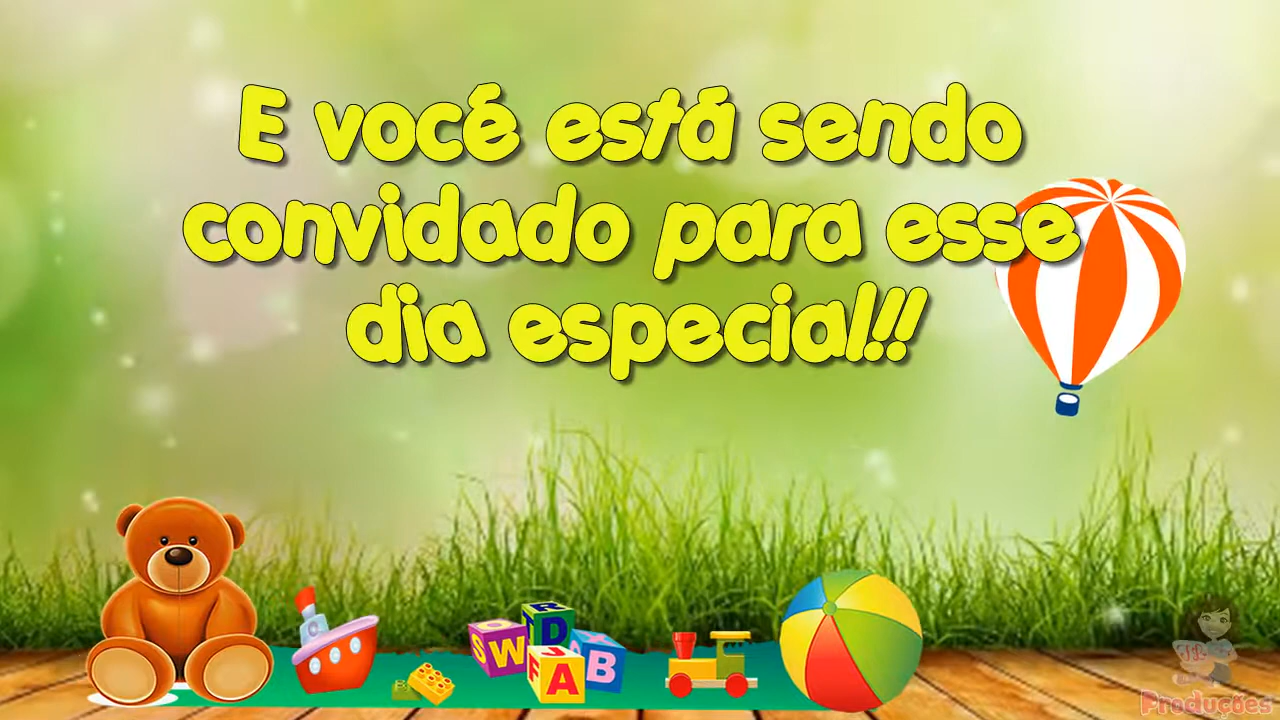 E você está sendo
convidado para esse
dia especial!!
Produções